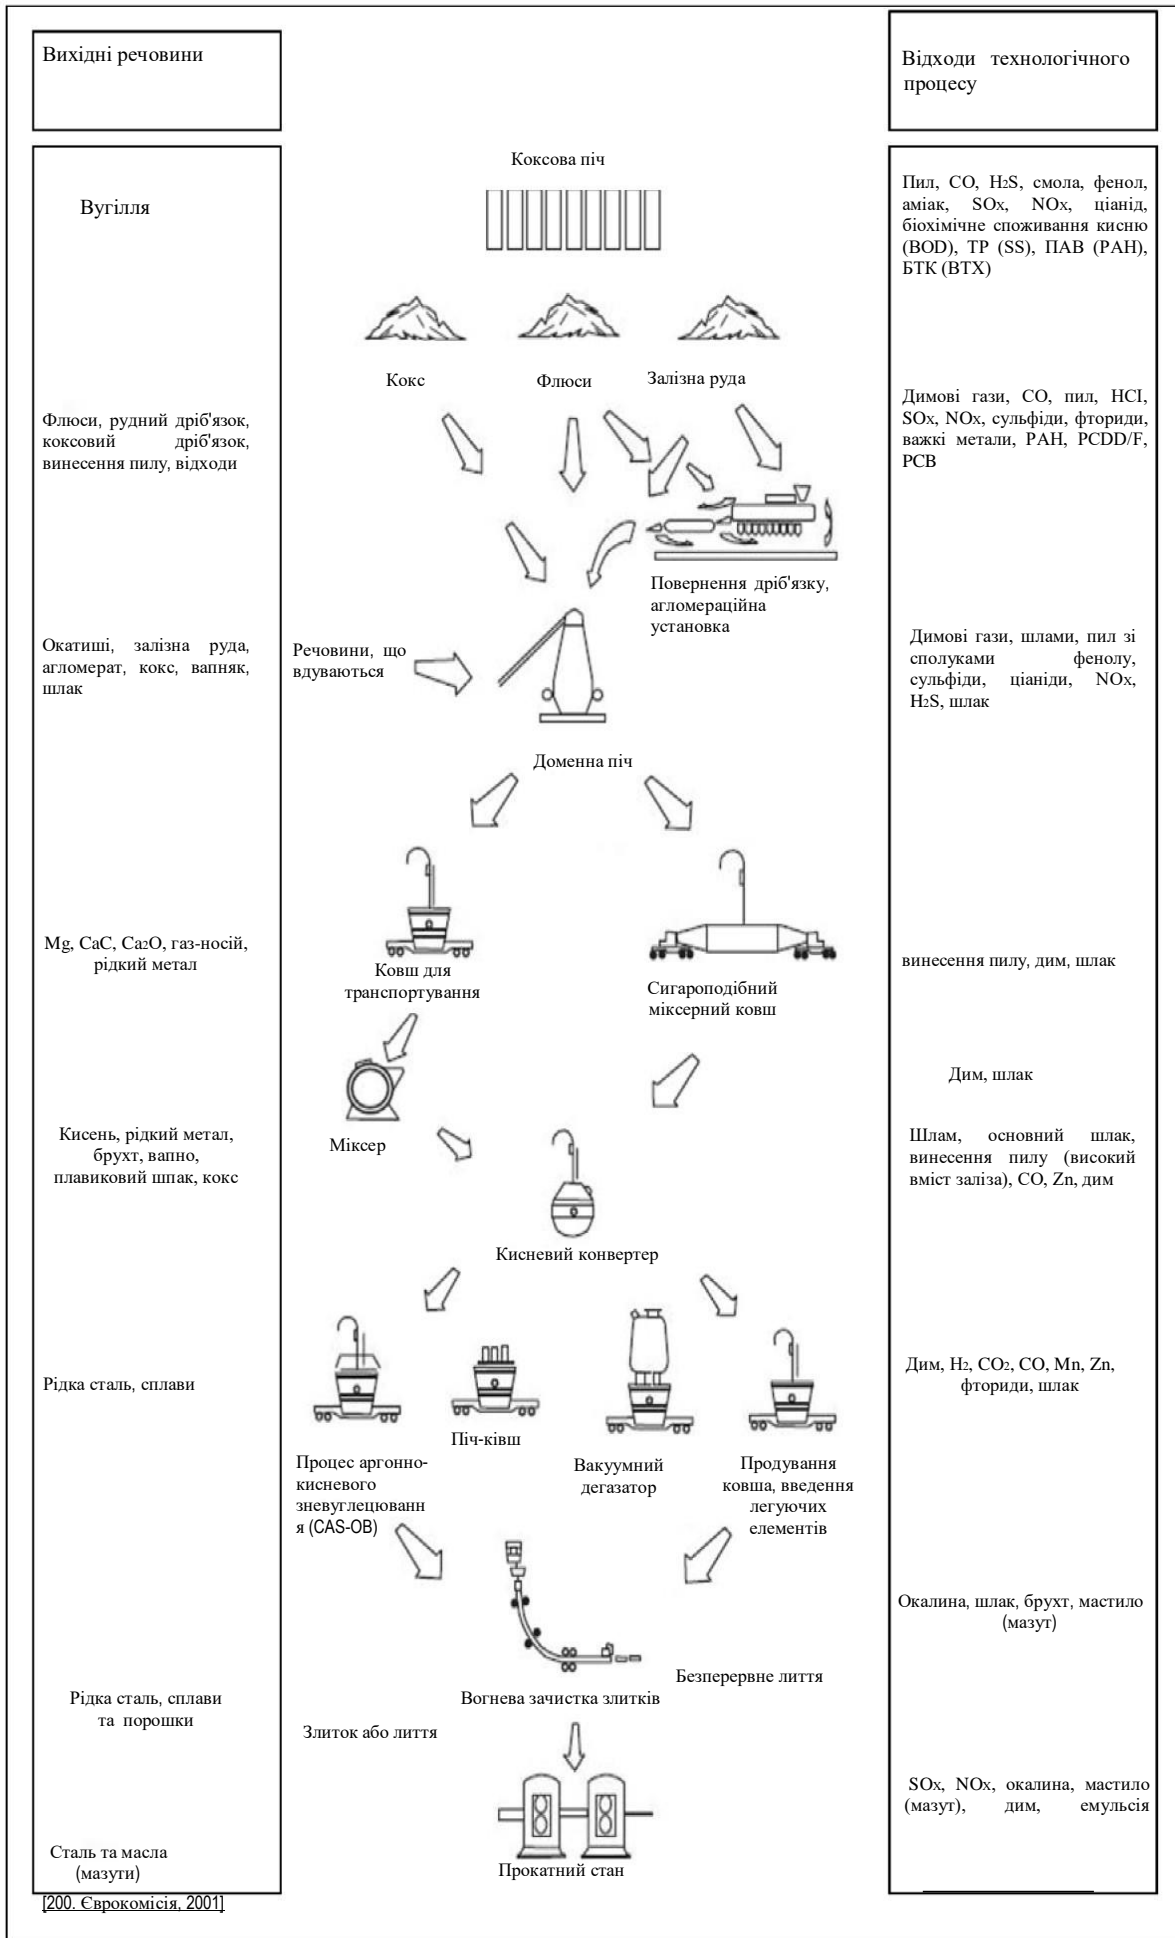 Вихідні речовини
Відходи технологічного
процесу
Коксова піч
Вугілля
Пил, CO, H2S, смола, фенол,
аміак, SOx, NOx, ціанід,
біохімічне споживання кисню
(BOD), ТР (SS), ПАВ (PAH),
БТК (BTX)
Кокс
Флюси
Залізна руда
Флюси, рудний дріб'язок,
коксовий дріб'язок,
винесення пилу, відходи
Димові гази, CO, пил, HCI,
SOx, NOx, сульфіди, фториди,
важкі метали, PAH, PCDD/F,
PCB
Повернення дріб'язку,
агломераційна
установка
Окатиші, залізна руда,
агломерат, кокс, вапняк,
шлак
Речовини, що
вдуваються
Димові гази, шлами, пил зі
сполуками фенолу,
сульфіди, ціаніди, NOx,
H2S, шлак
Доменна піч
Mg, CaC, Ca2O, газ-носій,
рідкий метал
Ковш для
транспортування
Сигароподібний
міксерний ковш
винесення пилу, дим, шлак
Дим, шлак
Міксер
Кисень, рідкий метал,
брухт, вапно,
плавиковий шпак, кокс
Шлам, основний шлак,
винесення пилу (високий
вміст заліза), CO, Zn, дим
Кисневий конвертер
Рідка сталь, сплави
Дим, H2, CO2, CO, Mn, Zn,
фториди, шлак
Піч-ківш
Процес аргонно-
кисневого
зневуглецюванн
я (CAS-OB)
Вакуумний
дегазатор
Продування
ковша, введення
легуючих
елементів
Окалина, шлак, брухт, мастило
(мазут)
Безперервне лиття
Вогнева зачистка злитків
Рідка сталь, сплави
та порошки
Злиток або лиття
SOx, NOx, окалина, мастило
(мазут), дим, емульсія
Сталь та масла
(мазути)
Прокатний стан
[200. Єврокомісія, 2001]